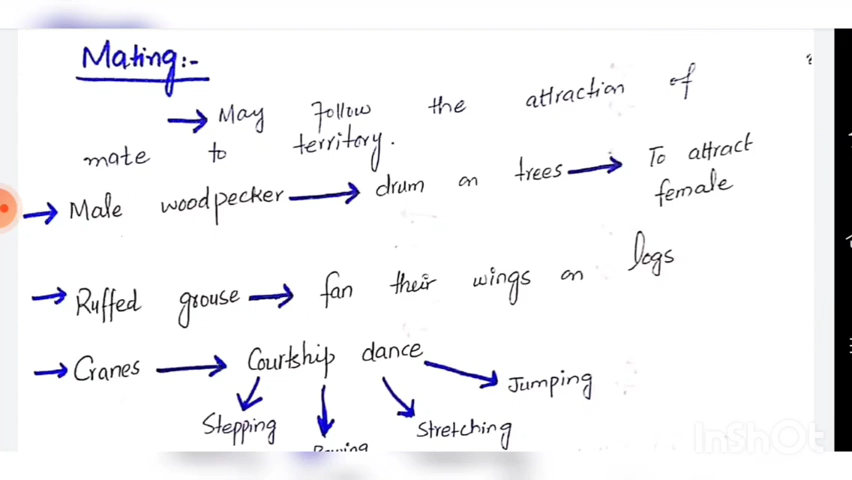 Mating:-
→ May follow the attraction of
mate to territory.
→ Male woodpecker → drum on trees → To attract
female
→ Ruffed grouse → fan their wings on logs
→ Cranes → Courtship dance
Jumping
Stepping
Stretching
InShOt